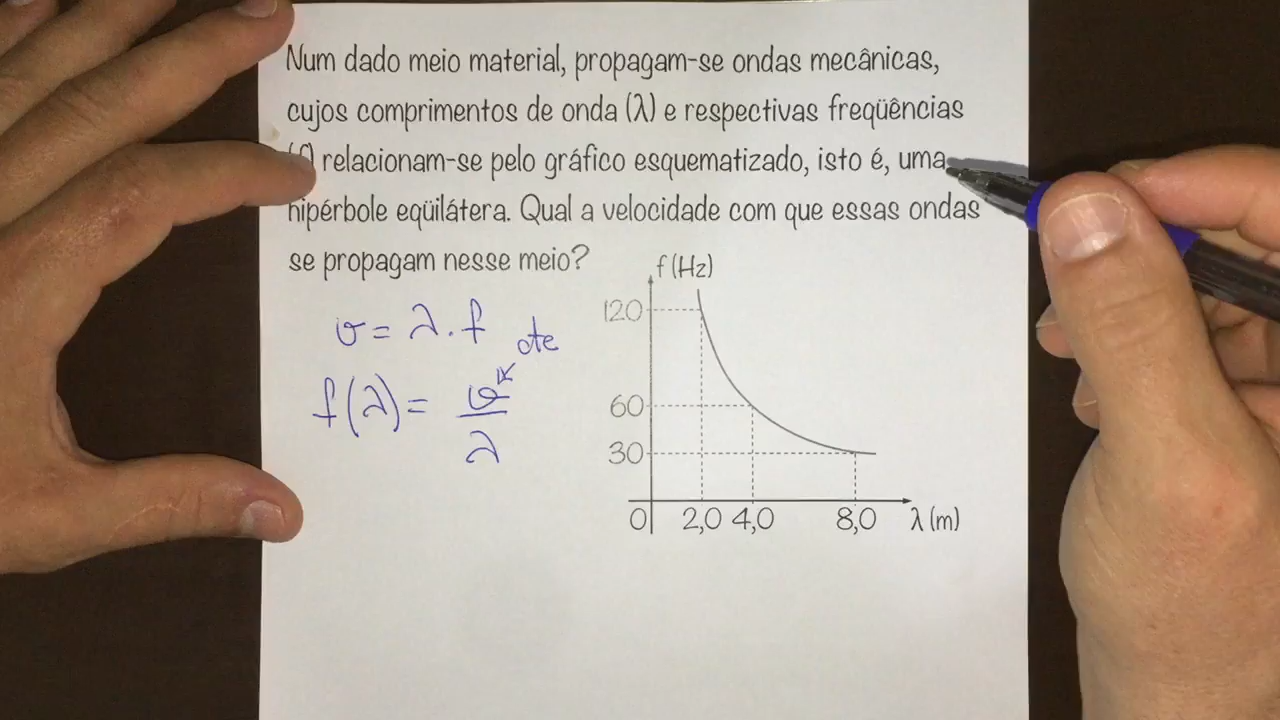 Num dado meio material, propagam-se ondas mecânicas,
cujos comprimentos de onda (λ) e respectivas freqüências
(f) relacionam-se pelo gráfico esquematizado, isto é, uma
hipérbole eqüilátera. Qual a velocidade com que essas ondas
se propagam nesse meio?
f (Hz)
120
60
30
0 2,0 4,0 8,0 λ (m)
v = λ . f
cte
f(λ) = v/λ